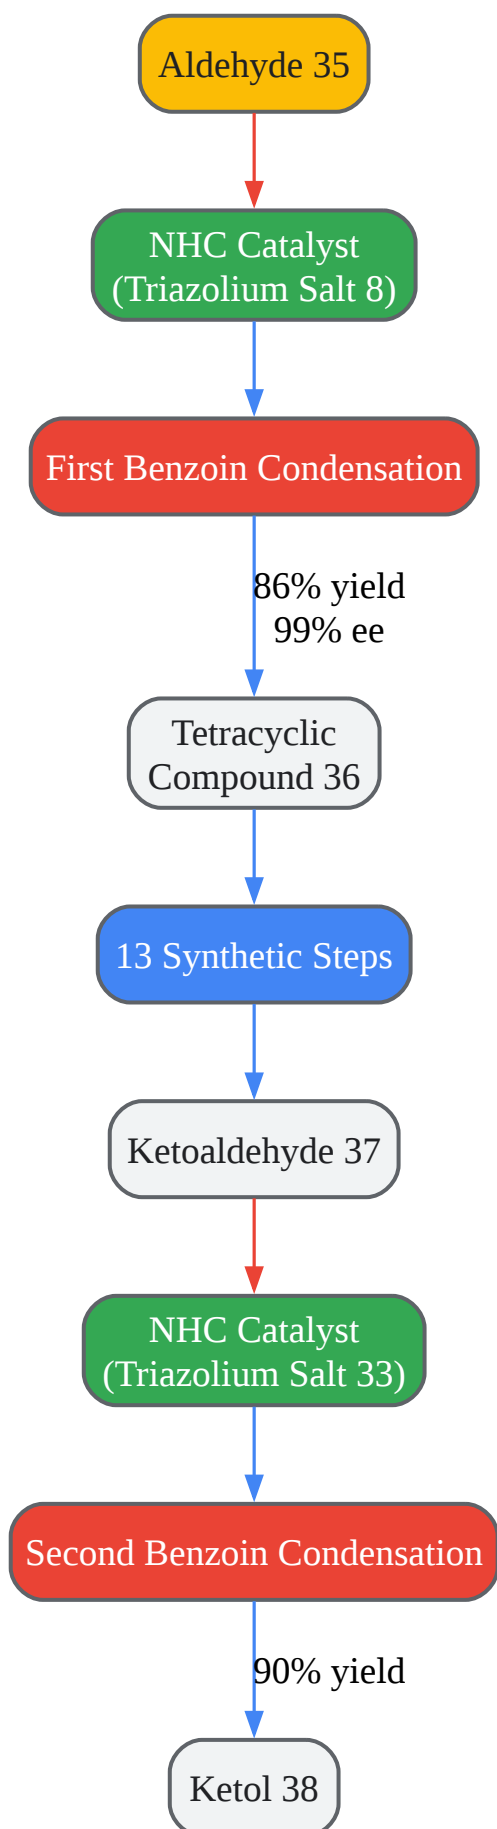 Aldehyde 35
NHC Catalyst
(Triazolium Salt 8)
First Benzoin Condensation
86% yield
99% ee
Tetracyclic
Compound 36
13 Synthetic Steps
Ketoaldehyde 37
NHC Catalyst
(Triazolium Salt 33)
Second Benzoin Condensation
90% yield
Ketol 38